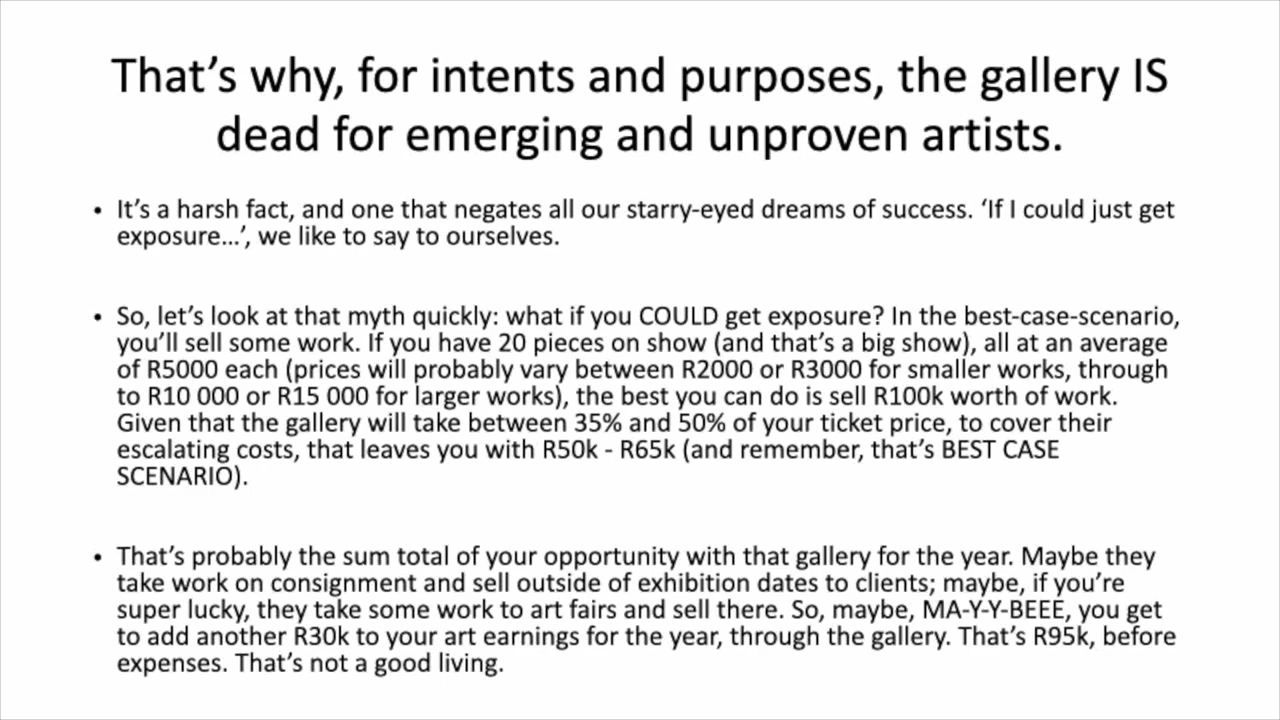 That’s why, for intents and purposes, the gallery IS
dead for emerging and unproven artists.
• It’s a harsh fact, and one that negates all our starry-eyed dreams of success. ‘If I could just get
exposure…’, we like to say to ourselves.
• So, let’s look at that myth quickly: what if you COULD get exposure? In the best-case-scenario,
you’ll sell some work. If you have 20 pieces on show (and that’s a big show), all at an average
of R5000 each (prices will probably vary between R2000 or R3000 for smaller works, through
to R10 000 or R15 000 for larger works), the best you can do is sell R100k worth of work.
Given that the gallery will take between 35% and 50% of your ticket price, to cover their
escalating costs, that leaves you with R50k - R65k (and remember, that’s BEST CASE
SCENARIO).
• That’s probably the sum total of your opportunity with that gallery for the year. Maybe they
take work on consignment and sell outside of exhibition dates to clients; maybe, if you’re
super lucky, they take some work to art fairs and sell there. So, maybe, MA-Y-Y-BEEE, you get
to add another R30k to your art earnings for the year, through the gallery. That’s R95k, before
expenses. That’s not a good living.